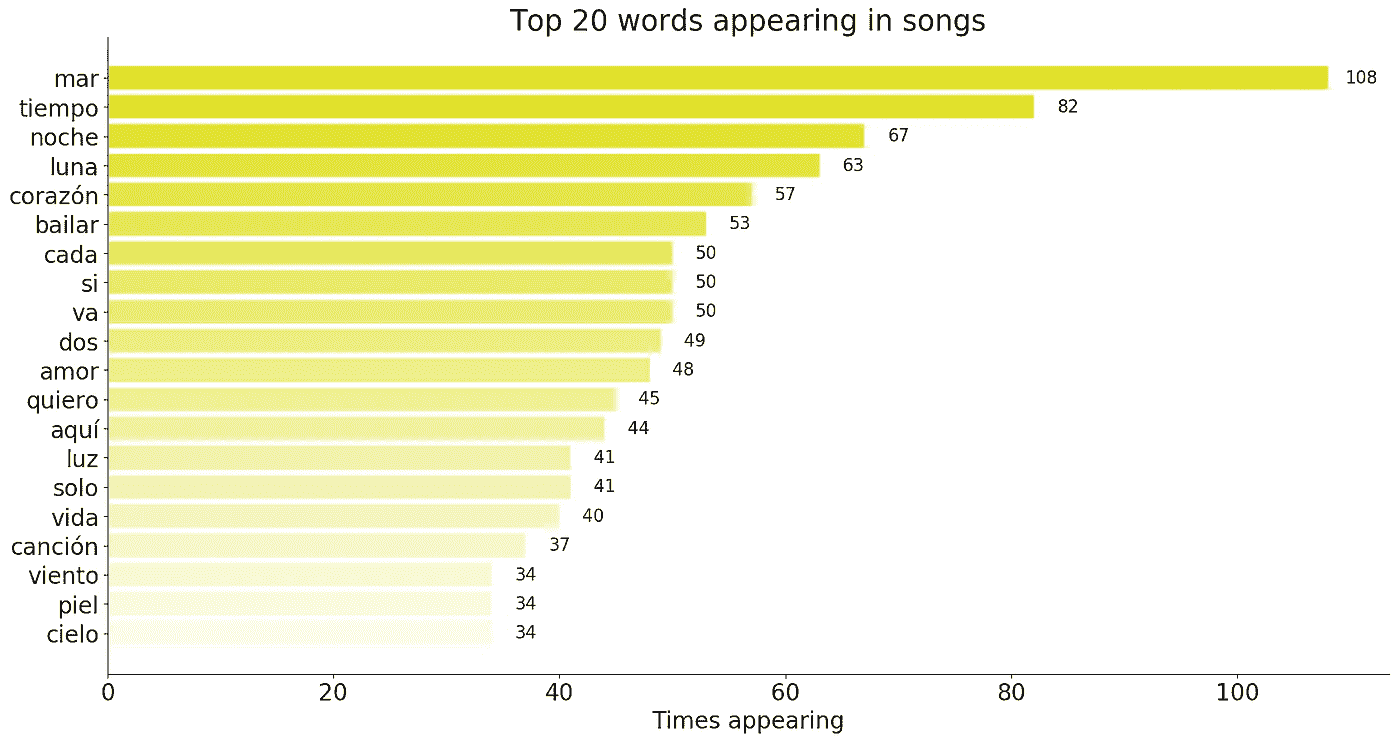 Top 20 words appearing in songs
mar 108
tiempo 82
noche 67
luna 63
corazón 57
bailar 53
cada 50
si 50
va 50
dos 49
amor 48
quiero 45
aquí 44
luz 41
solo 41
vida 40
canción 37
viento 34
piel 34
cielo 34
0 20 40 60 80 100
Times appearing